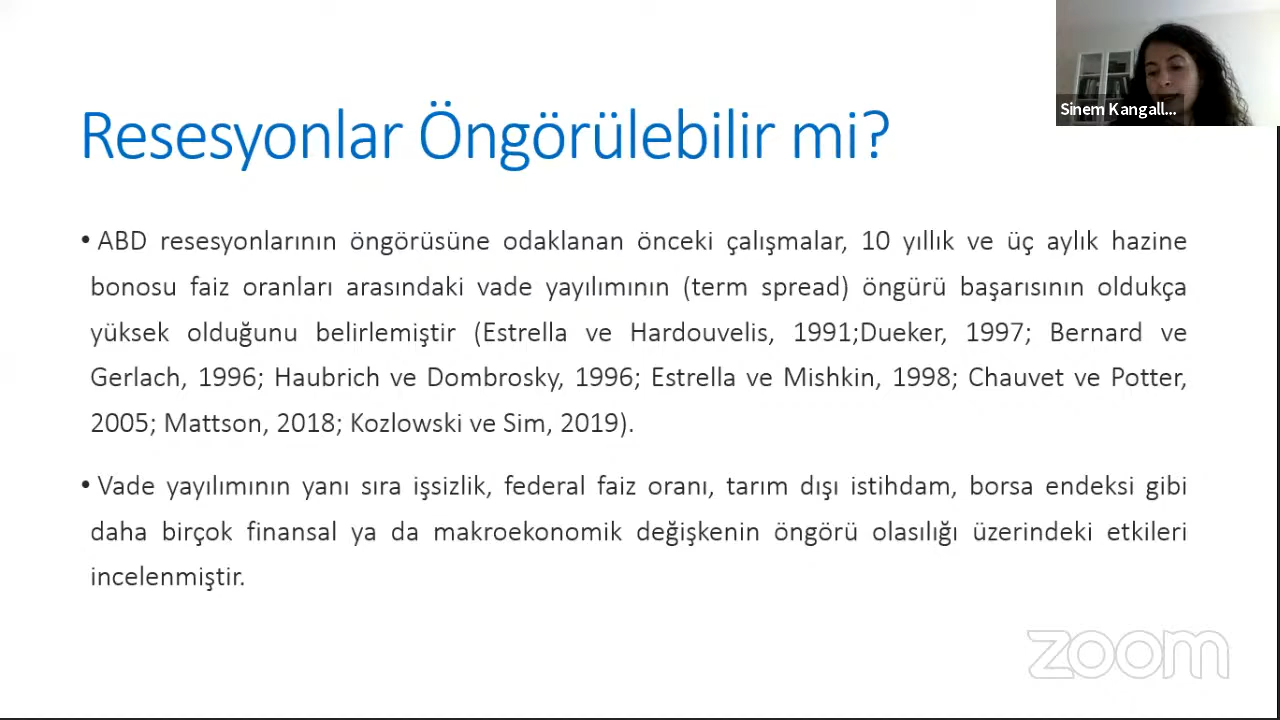 Sinem Kangall...
Resesyonlar Öngörülebilir mi?
• ABD resesyonlarının öngörüsüne odaklanan önceki çalışmalar, 10 yıllık ve üç aylık hazine
bonosu faiz oranları arasındaki vade yayılımının (term spread) öngürü başarısının oldukça
yüksek olduğunu belirlemiştir (Estrella ve Hardouvelis, 1991;Dueker, 1997; Bernard ve
Gerlach, 1996; Haubrich ve Dombrosky, 1996; Estrella ve Mishkin, 1998; Chauvet ve Potter,
2005; Mattson, 2018; Kozlowski ve Sim, 2019).
• Vade yayılımının yanı sıra işsizlik, federal faiz oranı, tarım dışı istihdam, borsa endeksi gibi
daha birçok finansal ya da makroekonomik değişkenin öngörü olasılığı üzerindeki etkileri
incelenmiştir.
zoom